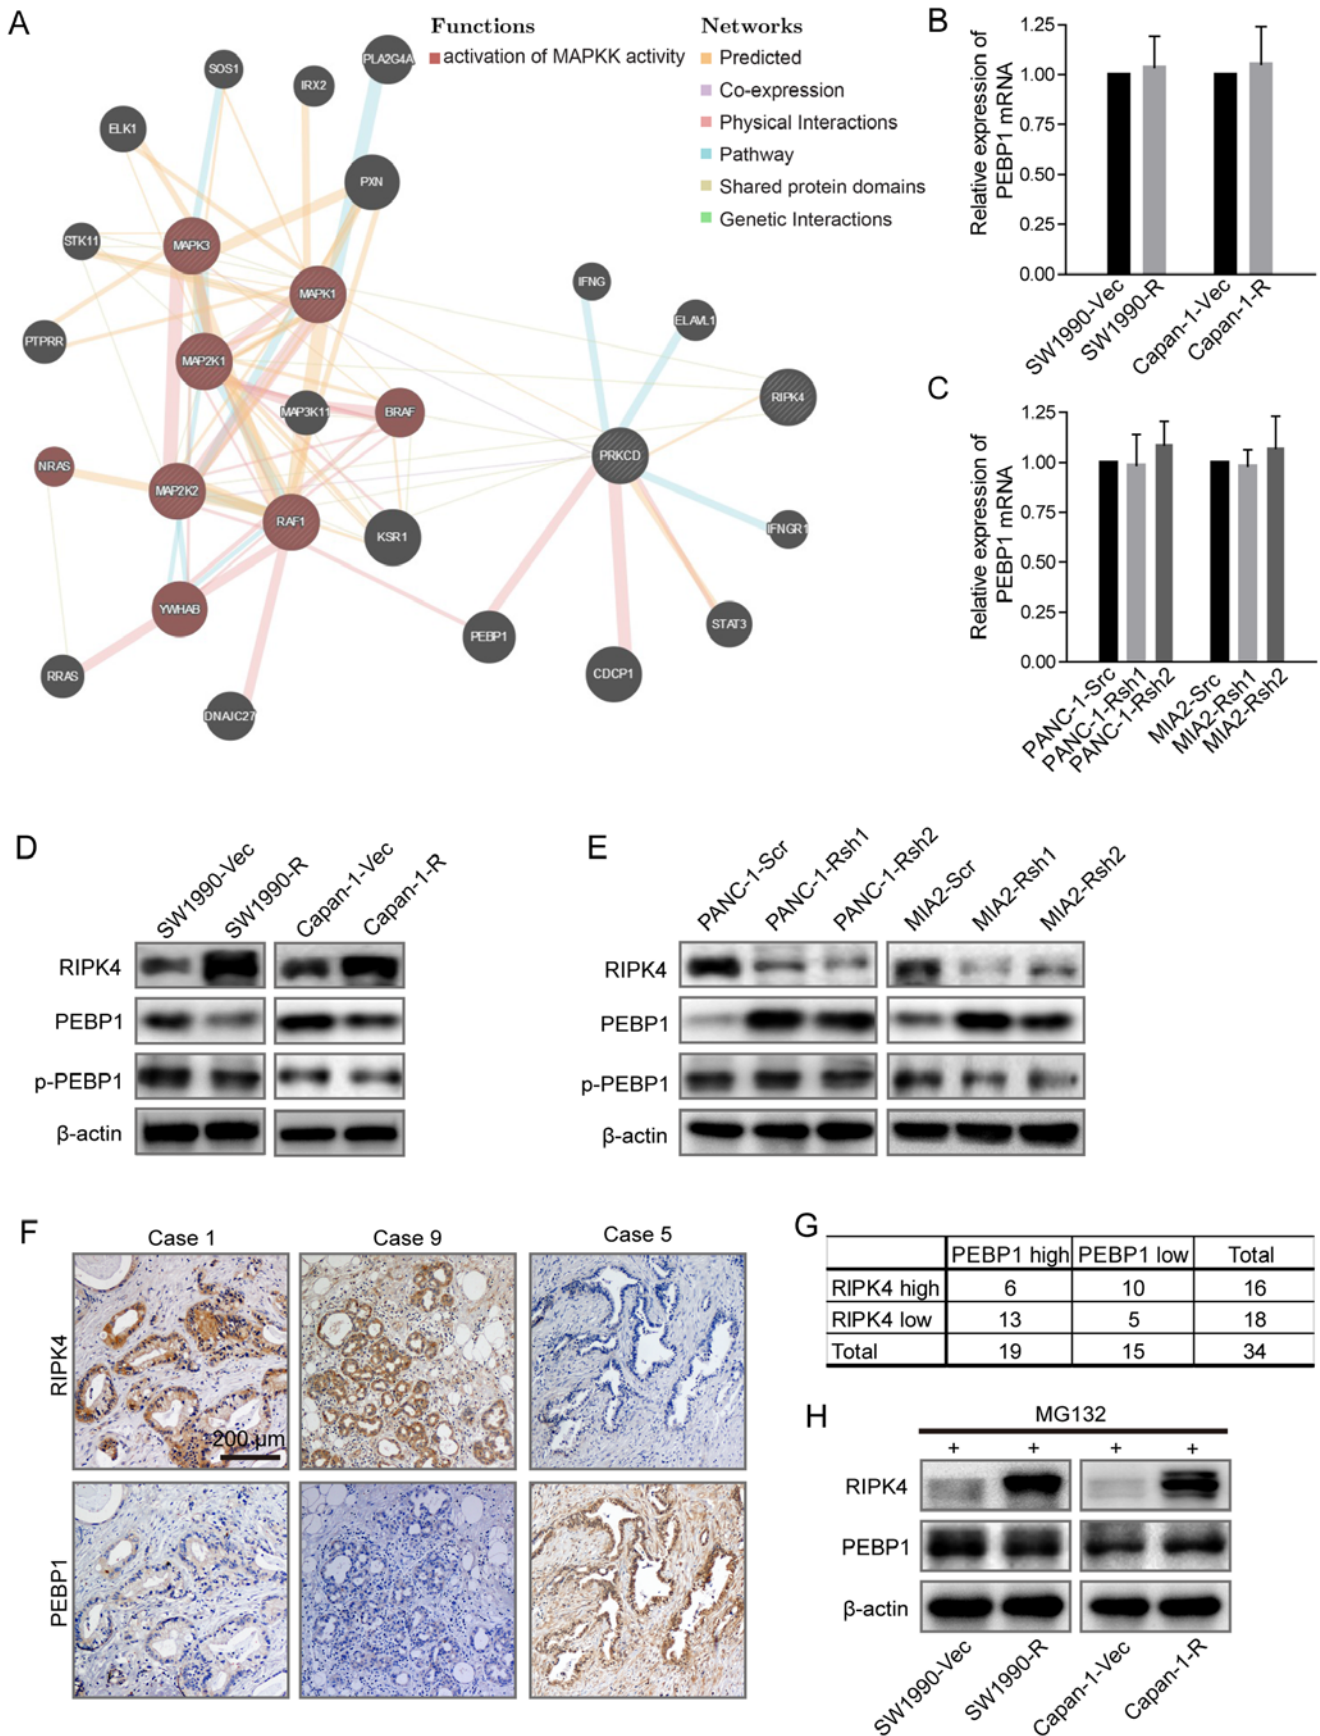 A
Functions
activation of MAPKK activity
Networks
Predicted
Co-expression
Physical Interactions
Pathway
Shared protein domains
Genetic Interactions
SOS1
IRX2
PLA2G4A
ELK1
PXN
STK11
MAPK3
MAPK1
IFNG
ELAVL1
PTPRR
MAP2K1
MAP3K11
BRAF
RIPK4
NRAS
PRKCD
MAP2K2
RAF1
KSR1
IFNGR1
YWHAB
PEBP1
STAT3
RRAS
CDCP1
DNAJC27
B
Relative expression of
PEBP1 mRNA
1.25
1.00
0.75
0.50
0.25
0.00
SW1990-Vec
SW1990-R
Capan-1-Vec
Capan-1-R
C
Relative expression of
PEBP1 mRNA
1.25
1.00
0.75
0.50
0.25
0.00
PANC-1-Src
PANC-1-Rsh1
PANC-1-Rsh2
MIA2-Src
MIA2-Rsh1
MIA2-Rsh2
D
SW1990-Vec
SW1990-R
Capan-1-Vec
Capan-1-R
RIPK4
PEBP1
p-PEBP1
β-actin
E
PANC-1-Scr
PANC-1-Rsh1
PANC-1-Rsh2
MIA2-Scr
MIA2-Rsh1
MIA2-Rsh2
RIPK4
PEBP1
p-PEBP1
β-actin
F
Case 1 Case 9 Case 5
RIPK4
200 μm
PEBP1
G
PEBP1 high PEBP1 low Total
RIPK4 high 6 10 16
RIPK4 low 13 5 18
Total 19 15 34
H
MG132
+ + + +
RIPK4
PEBP1
β-actin
SW1990-Vec
SW1990-R
Capan-1-Vec
Capan-1-R